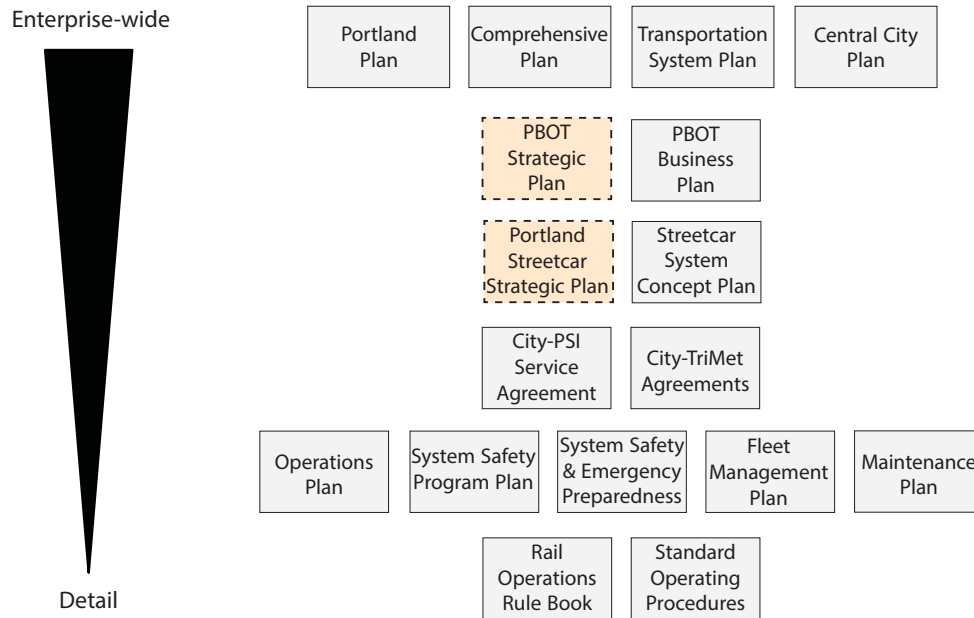 Enterprise-wide
Portland
Plan
Comprehensive
Plan
Transportation
System Plan
Central City
Plan
PBOT
Strategic
Plan
PBOT
Business
Plan
Portland
Streetcar
Strategic Plan
Streetcar
System
Concept Plan
City-PSI
Service
Agreement
City-TriMet
Agreements
Operations
Plan
System Safety
Program Plan
System Safety
& Emergency
Preparedness
Fleet
Management
Plan
Maintenance
Plan
Rail
Operations
Rule Book
Standard
Operating
Procedures
Detail